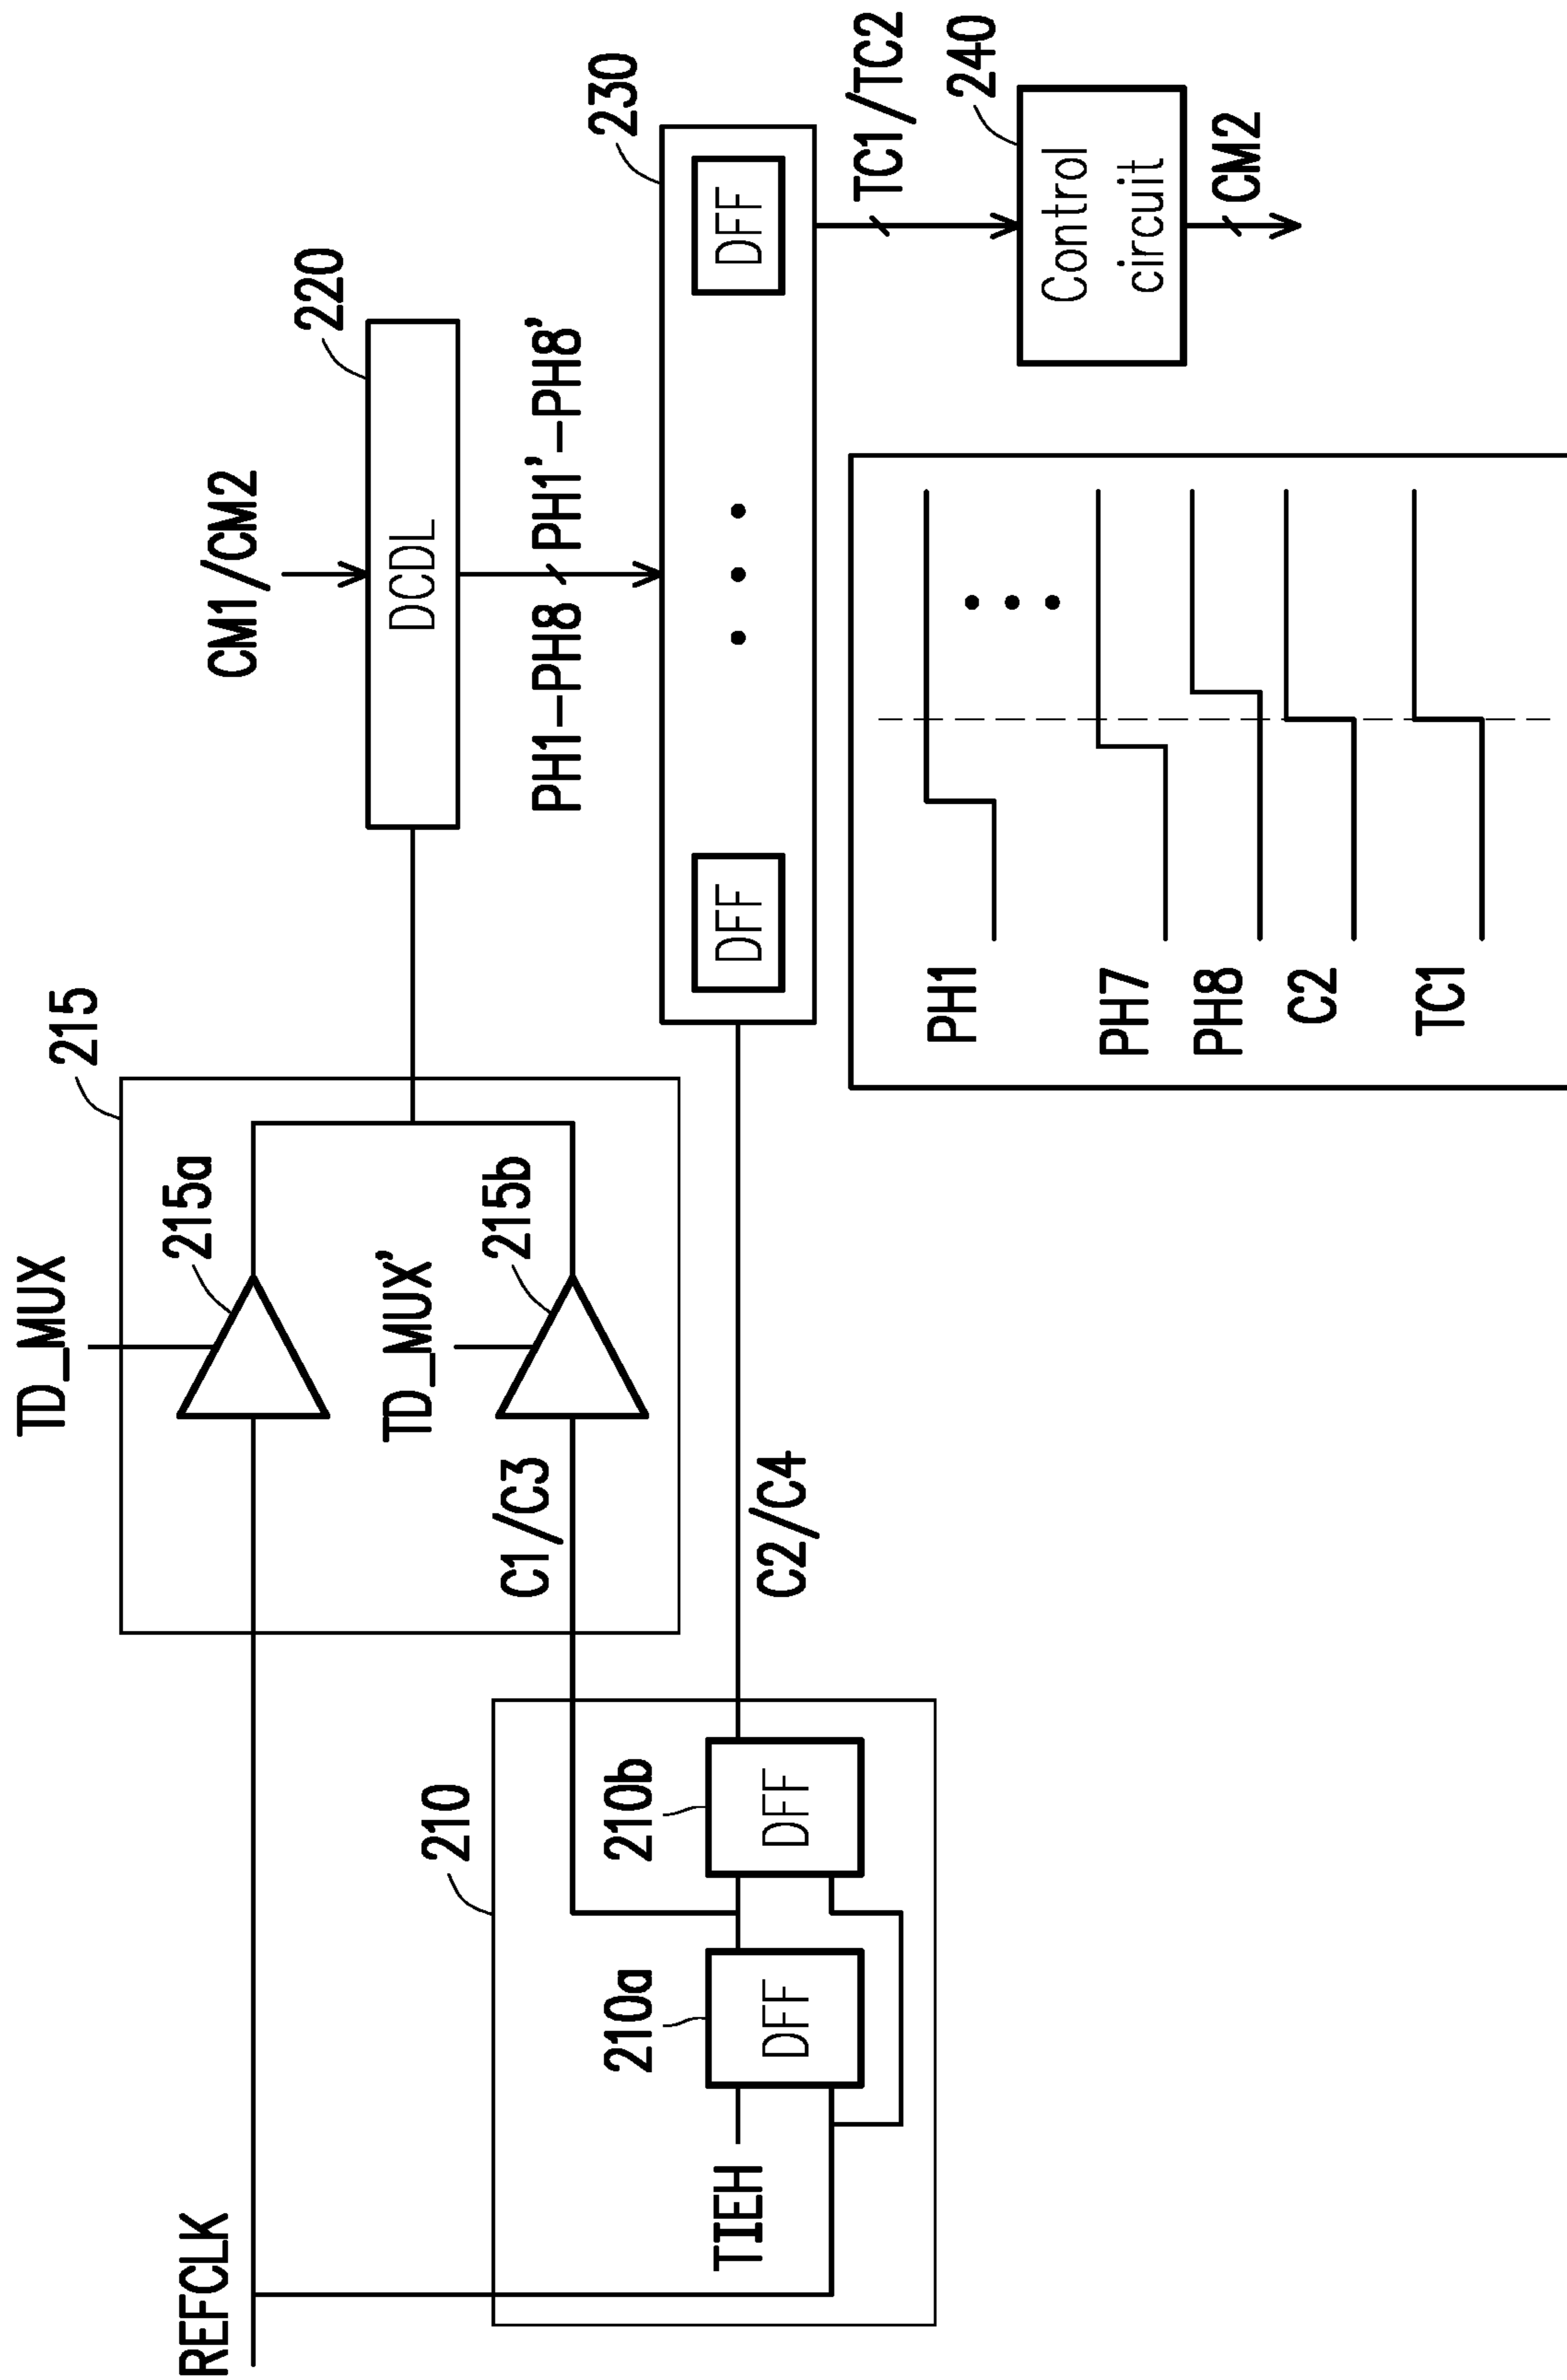 REFCLK
TD_MUX
215
215a
TD_MUX'
215b
C1/C3
210
210a
210b
TIEH
DFF
DFF
C2/C4
CM1/CM2
220
DCDL
PH1-PH8
PH1'-PH8'
230
DFF
DFF
TC1/TC2
240
Control
circuit
CM2
PH1
PH7
PH8
C2
TC1